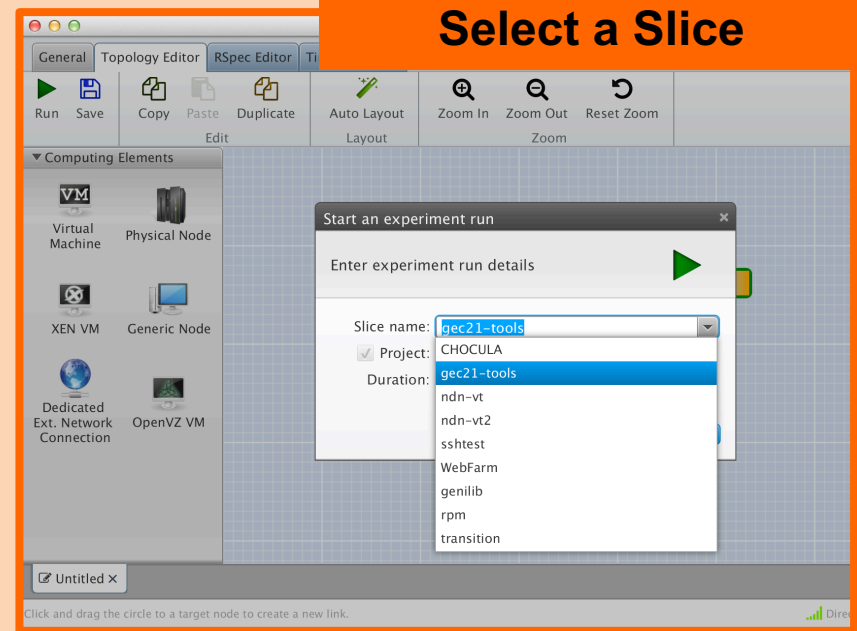 Select a Slice
General Topology Editor RSpec Editor
Run Save Copy Paste Duplicate Auto Layout Zoom In Zoom Out Reset Zoom
Edit Layout Zoom
Computing Elements
Virtual Machine
Physical Node
XEN VM
Generic Node
Dedicated Ext. Network Connection
OpenVZ VM
Start an experiment run
Enter experiment run details
Slice name: gec21-tools
Project:
Duration:
CHOCULA
gec21-tools
ndn-vt
ndn-vt2
sshtest
WebFarm
genilib
rpm
transition
Untitled
Click and drag the circle to a target node to create a new link.